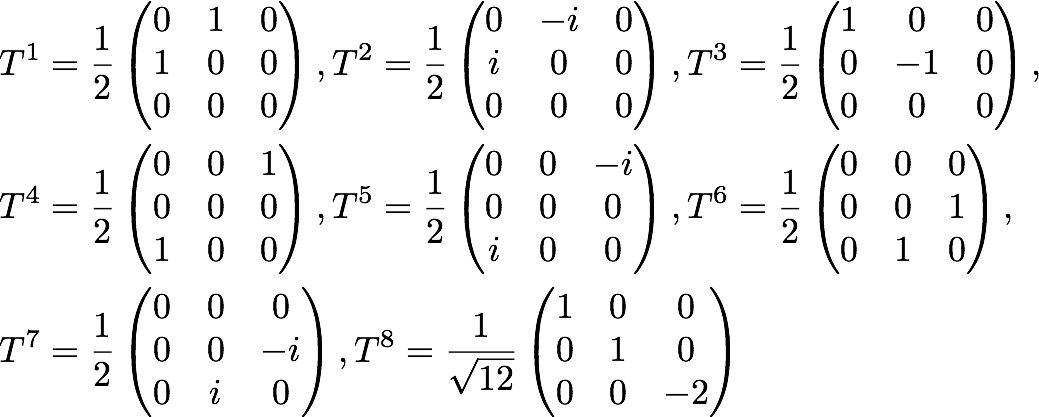 T^1 = \frac{1}{2} \begin{pmatrix} 0 & 1 & 0 \\ 1 & 0 & 0 \\ 0 & 0 & 0 \end{pmatrix}, T^2 = \frac{1}{2} \begin{pmatrix} 0 & -i & 0 \\ i & 0 & 0 \\ 0 & 0 & 0 \end{pmatrix}, T^3 = \frac{1}{2} \begin{pmatrix} 1 & 0 & 0 \\ 0 & -1 & 0 \\ 0 & 0 & 0 \end{pmatrix},
T^4 = \frac{1}{2} \begin{pmatrix} 0 & 0 & 1 \\ 0 & 0 & 0 \\ 1 & 0 & 0 \end{pmatrix}, T^5 = \frac{1}{2} \begin{pmatrix} 0 & 0 & -i \\ 0 & 0 & 0 \\ i & 0 & 0 \end{pmatrix}, T^6 = \frac{1}{2} \begin{pmatrix} 0 & 0 & 0 \\ 0 & 0 & 1 \\ 0 & 1 & 0 \end{pmatrix},
T^7 = \frac{1}{2} \begin{pmatrix} 0 & 0 & 0 \\ 0 & 0 & -i \\ 0 & i & 0 \end{pmatrix}, T^8 = \frac{1}{\sqrt{12}} \begin{pmatrix} 1 & 0 & 0 \\ 0 & 1 & 0 \\ 0 & 0 & -2 \end{pmatrix}